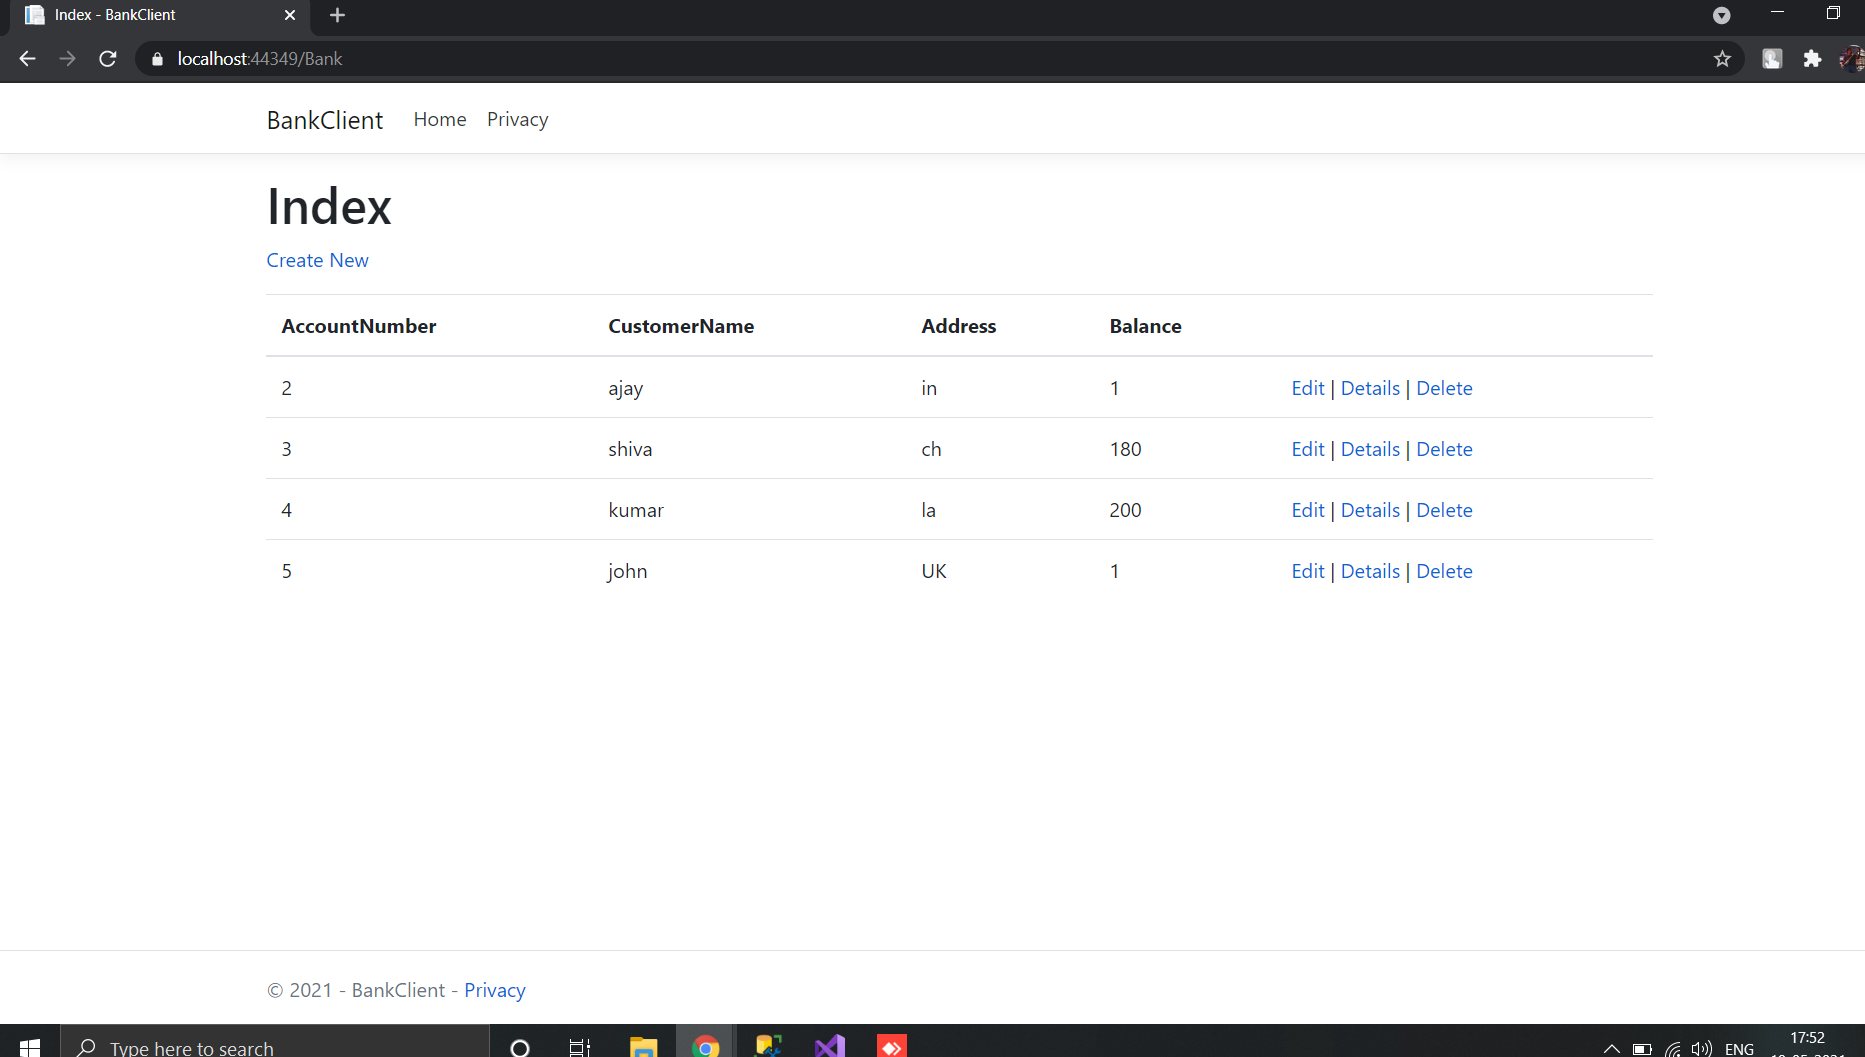 Index - BankClient
localhost:44349/Bank
BankClient Home Privacy
Index
Create New
AccountNumber CustomerName Address Balance
2 ajay in 1 Edit | Details | Delete
3 shiva ch 180 Edit | Details | Delete
4 kumar la 200 Edit | Details | Delete
5 john UK 1 Edit | Details | Delete
© 2021 - BankClient - Privacy
Type here to search
ENG
17:52